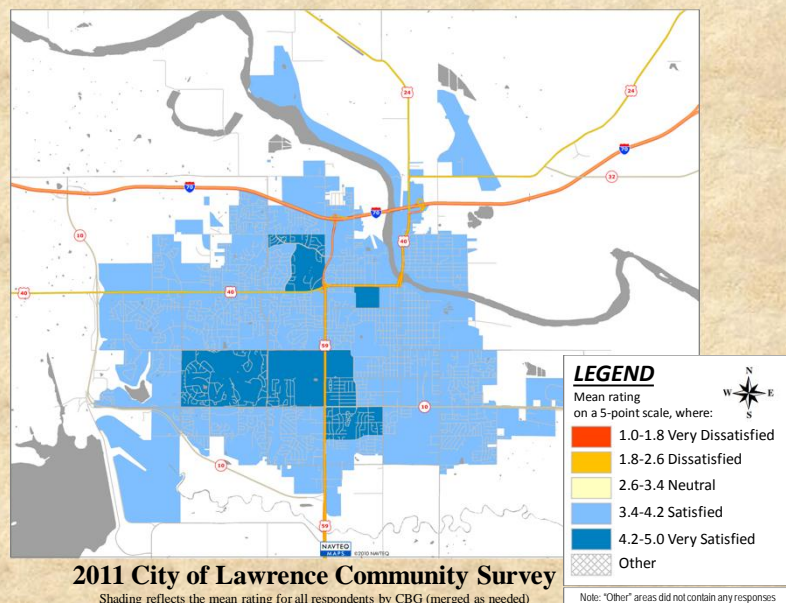 24
24
70
70
32
70
10
40
40
40
59
10
10
59
NAVTEQ
MAPS
©2010 NAVTEQ
LEGEND
Mean rating
on a 5-point scale, where:
N
W E
S
1.0-1.8 Very Dissatisfied
1.8-2.6 Dissatisfied
2.6-3.4 Neutral
3.4-4.2 Satisfied
4.2-5.0 Very Satisfied
Other
2011 City of Lawrence Community Survey
Shading reflects the mean rating for all respondents by CBG (merged as needed)
Note: "Other" areas did not contain any responses